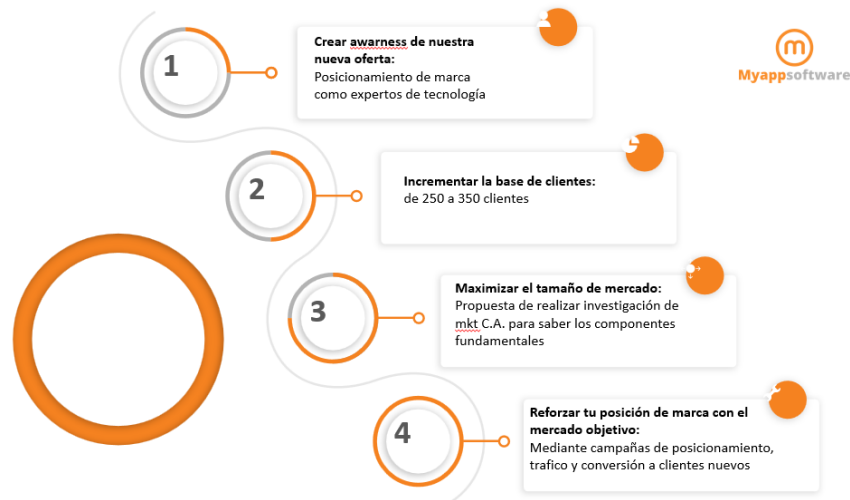 1
Crear awarness de nuestra
nueva oferta:
Posicionamiento de marca
como expertos de tecnología
m
Myappsoftware
2
Incrementar la base de clientes:
de 250 a 350 clientes
3
Maximizar el tamaño de mercado:
Propuesta de realizar investigación de
mkt C.A. para saber los componentes
fundamentales
4
Reforzar tu posición de marca con el
mercado objetivo:
Mediante campañas de posicionamiento,
trafico y conversión a clientes nuevos